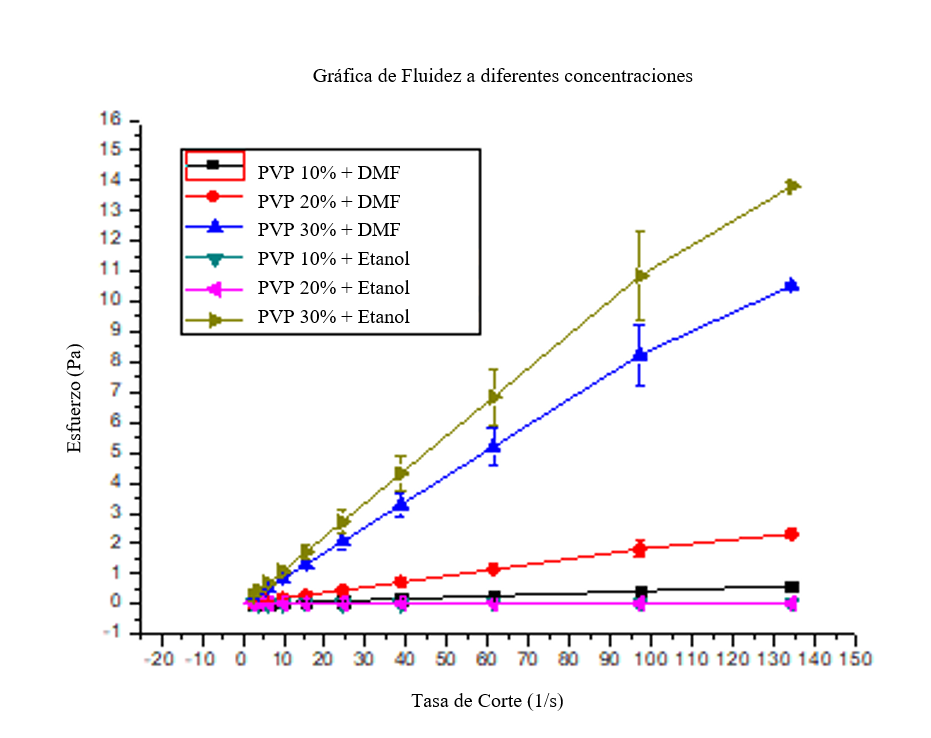 Gráfica de Fluidez a diferentes concentraciones
16
15
14
13
12
11
10
9
8
7
6
5
4
3
2
1
0
-1
PVP 10% + DMF
PVP 20% + DMF
PVP 30% + DMF
PVP 10% + Etanol
PVP 20% + Etanol
PVP 30% + Etanol
Esfuerzo (Pa)
-20 -10 0 10 20 30 40 50 60 70 80 90 100 110 120 130 140 150
Tasa de Corte (1/s)